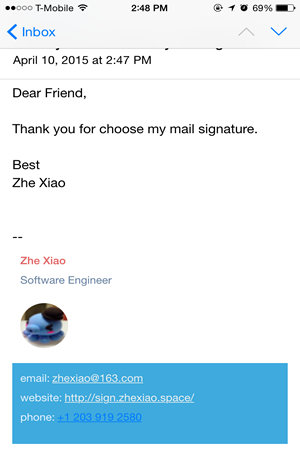 T-Mobile 2:48 PM 69%
Inbox
April 10, 2015 at 2:47 PM
Dear Friend,
Thank you for choose my mail signature.
Best
Zhe Xiao
--
Zhe Xiao
Software Engineer
email: zhexiao@163.com
website: http://sign.zhexiao.space/
phone: +1 203 919 2580